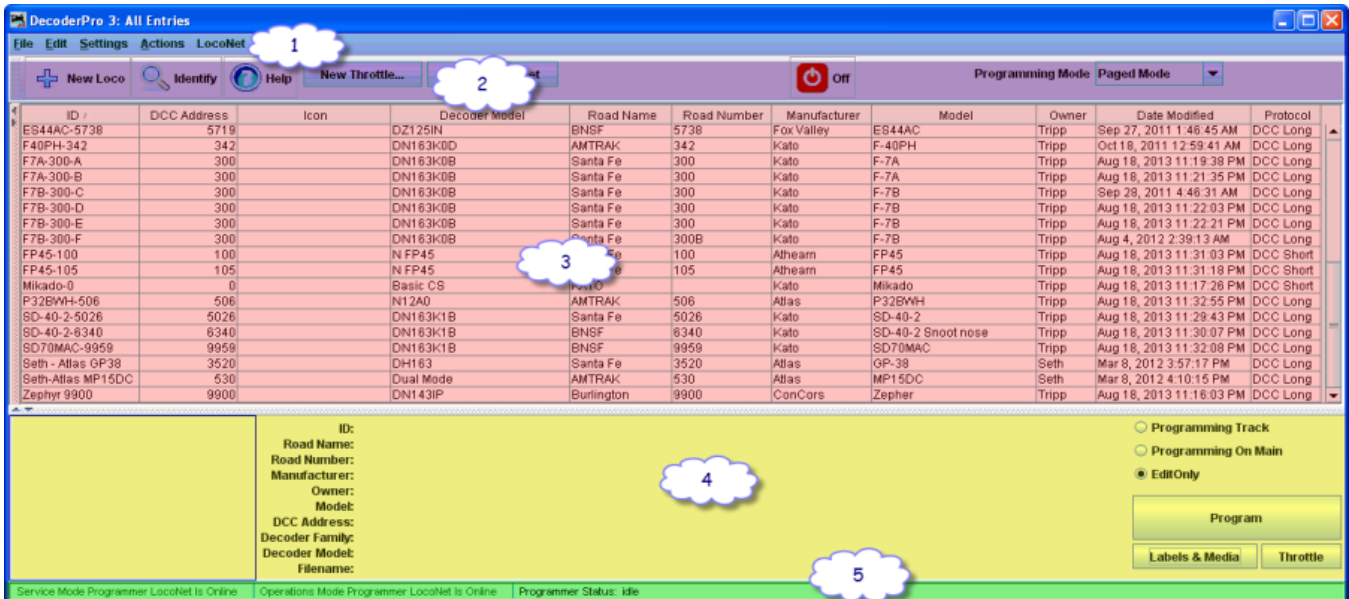 DecoderPro 3: All Entries
File Edit Settings Actions LocoNet 1
New Loco Identify Help New Throttle... 2 et Off Programming Mode Paged Mode
ID / DCC Address Icon Decoder Model Road Name Road Number Manufacturer Model Owner Date Modified Protocol
ES44AC-5738 5719 DZ125IN BNSF 5738 Fox Valley ES44AC Tripp Sep 27, 2011 1:46:45 AM DCC Long
F40PH-342 342 DN163K0D AMTRAK 342 Kato F-40PH Tripp Oct 18, 2011 12:59:41 AM DCC Long
F7A-300-A 300 DN163K0B Santa Fe 300 Kato F-7A Tripp Aug 18, 2013 11:19:38 PM DCC Long
F7A-300-B 300 DN163K0B Santa Fe 300 Kato F-7A Tripp Aug 18, 2013 11:21:35 PM DCC Long
F7B-300-C 300 DN163K0B Santa Fe 300 Kato F-7B Tripp Sep 28, 2011 4:46:31 AM DCC Long
F7B-300-D 300 DN163K0B Santa Fe 300 Kato F-7B Tripp Aug 18, 2013 11:22:03 PM DCC Long
F7B-300-E 300 DN163K0B Santa Fe 300 Kato F-7B Tripp Aug 18, 2013 11:22:21 PM DCC Long
F7B-300-F 300 DN163K0B Santa Fe 300B Kato F-7B Tripp Aug 4, 2012 2:39:13 AM DCC Long
FP45-100 100 N FP45 3 Fe 100 Athearn FP45 Tripp Aug 18, 2013 11:31:03 PM DCC Short
FP45-105 105 N FP45 105 Athearn FP45 Tripp Aug 18, 2013 11:31:18 PM DCC Short
Mikado-0 0 Basic CS KATO Kato Mikado Tripp Aug 18, 2013 11:17:26 PM DCC Short
P32BWH-506 506 N12A0 AMTRAK 506 Atlas P32BWH Tripp Aug 18, 2013 11:32:55 PM DCC Long
SD-40-2-5026 5026 DN163K1B Santa Fe 5026 Kato SD-40-2 Tripp Aug 18, 2013 11:29:43 PM DCC Long
SD-40-2-6340 6340 DN163K1B BNSF 6340 Kato SD-40-2 Snoot nose Tripp Aug 18, 2013 11:30:07 PM DCC Long
SD70MAC-9959 9959 DN163K1B BNSF 9959 Kato SD70MAC Tripp Aug 18, 2013 11:32:08 PM DCC Long
Seth - Atlas GP38 3520 DH163 Santa Fe 3520 Atlas GP-38 Seth Mar 8, 2012 3:57:17 PM DCC Long
Seth-Atlas MP15DC 530 Dual Mode AMTRAK 530 Atlas MP15DC Seth Mar 8, 2012 4:10:15 PM DCC Long
Zephyr 9900 9900 DN143IP Burlington 9900 ConCors Zepher Tripp Aug 18, 2013 11:16:03 PM DCC Long
ID:
Road Name:
Road Number:
Manufacturer:
Owner:
Model:
DCC Address:
Decoder Family:
Decoder Model:
Filename:
4
Programming Track
Programming On Main
EditOnly
Program
Labels & Media Throttle
5
Service Mode Programmer LocoNet Is Online Operations Mode Programmer LocoNet Is Online Programmer Status: idle